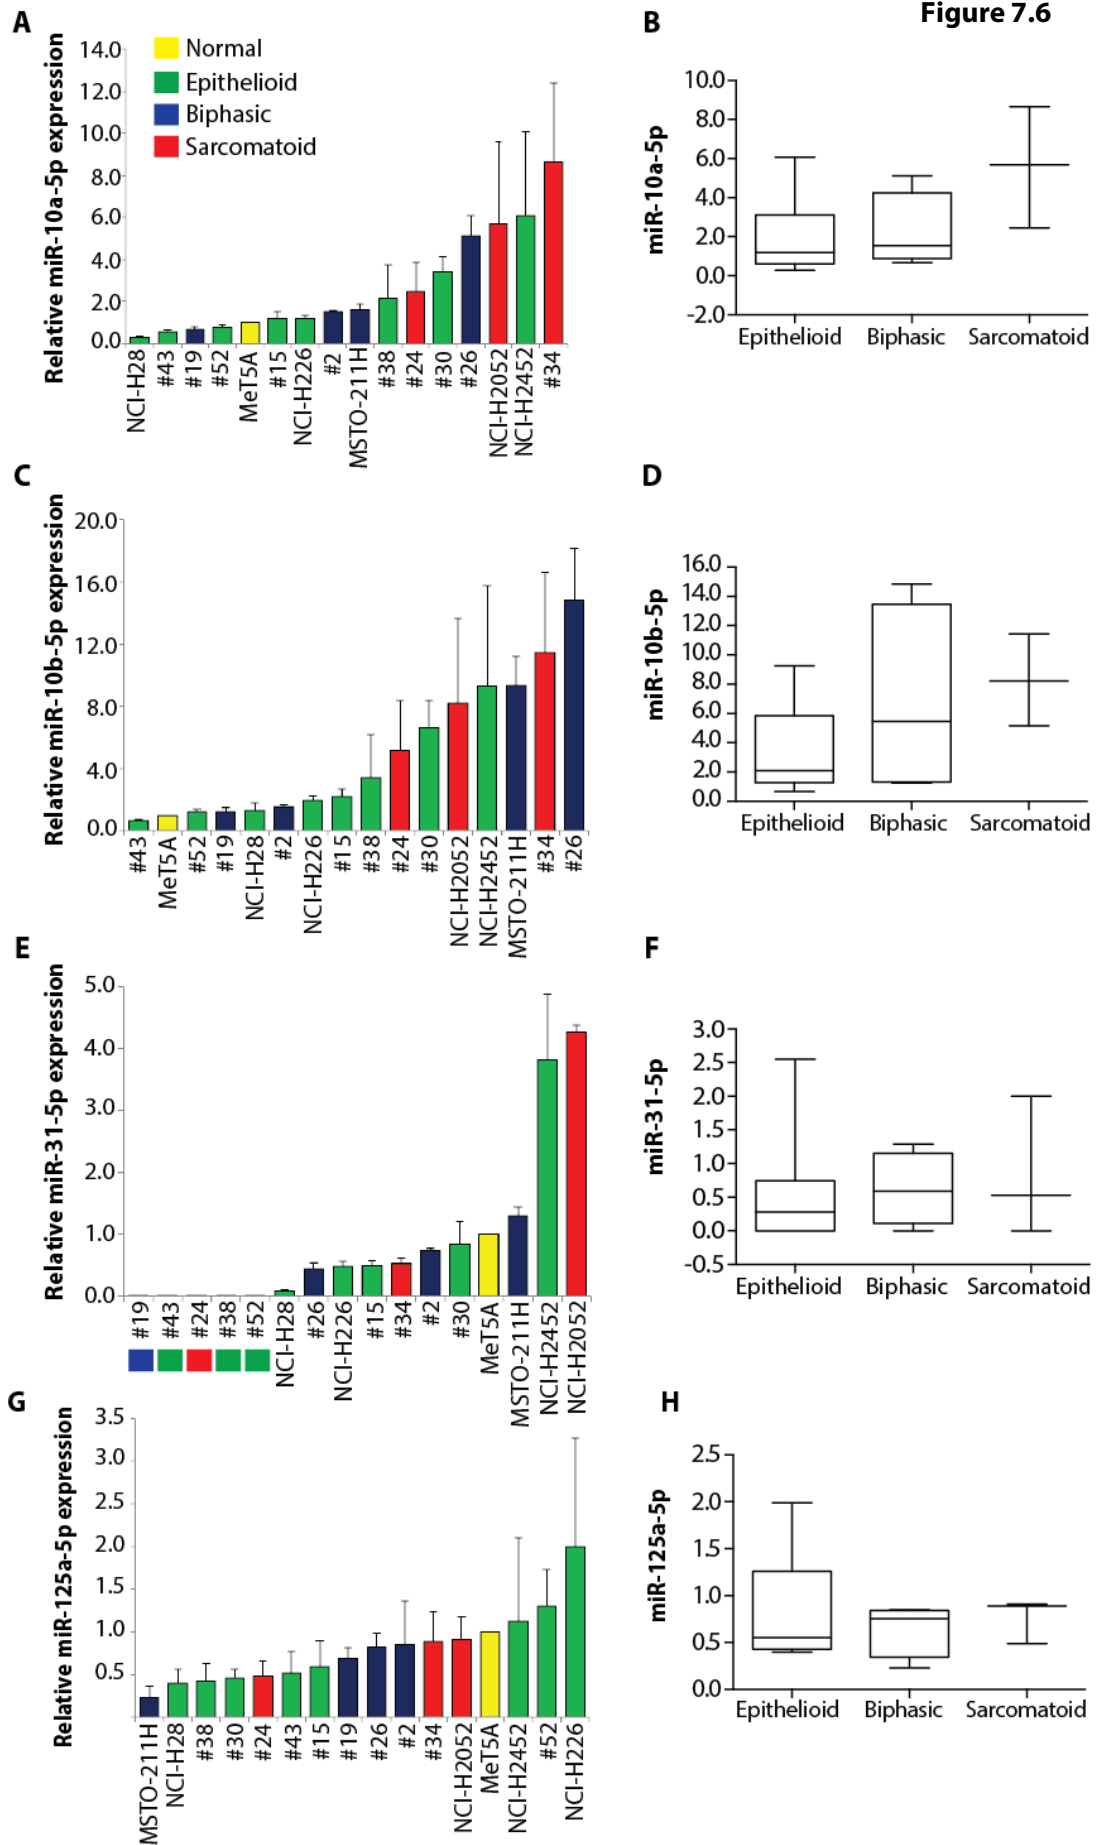 Figure 7.6
A
Relative miR-10a-5p expression
14.0
12.0
10.0
8.0
6.0
4.0
2.0
0.0
Normal
Epithelioid
Biphasic
Sarcomatoid
NCI-H28
#43
#19
#52
MeT5A
#15
NCI-H226
#2
MSTO-211H
#38
#24
#30
#26
NCI-H2052
NCI-H2452
#34
B
miR-10a-5p
10.0
8.0
6.0
4.0
2.0
0.0
-2.0
Epithelioid
Biphasic
Sarcomatoid
C
Relative miR-10b-5p expression
20.0
16.0
12.0
8.0
4.0
0.0
#43
MeT5A
#52
#19
NCI-H28
#2
NCI-H226
#15
#38
#24
#30
NCI-H2052
NCI-H2452
MSTO-211H
#34
#26
D
miR-10b-5p
16.0
14.0
12.0
10.0
8.0
6.0
4.0
2.0
0.0
Epithelioid
Biphasic
Sarcomatoid
E
Relative miR-31-5p expression
5.0
4.0
3.0
2.0
1.0
0.0
#19
#43
#24
#38
#52
NCI-H28
#26
NCI-H226
#15
#34
#2
#30
MeT5A
MSTO-211H
NCI-H2452
NCI-H2052
F
miR-31-5p
3.0
2.5
2.0
1.5
1.0
0.5
0.0
-0.5
Epithelioid
Biphasic
Sarcomatoid
G
Relative miR-125a-5p expression
3.5
3.0
2.5
2.0
1.5
1.0
0.5
MSTO-211H
NCI-H28
#38
#30
#24
#43
#15
#19
#26
#2
#34
NCI-H2052
MeT5A
NCI-H2452
#52
NCI-H226
H
miR-125a-5p
2.5
2.0
1.5
1.0
0.5
0.0
Epithelioid
Biphasic
Sarcomatoid